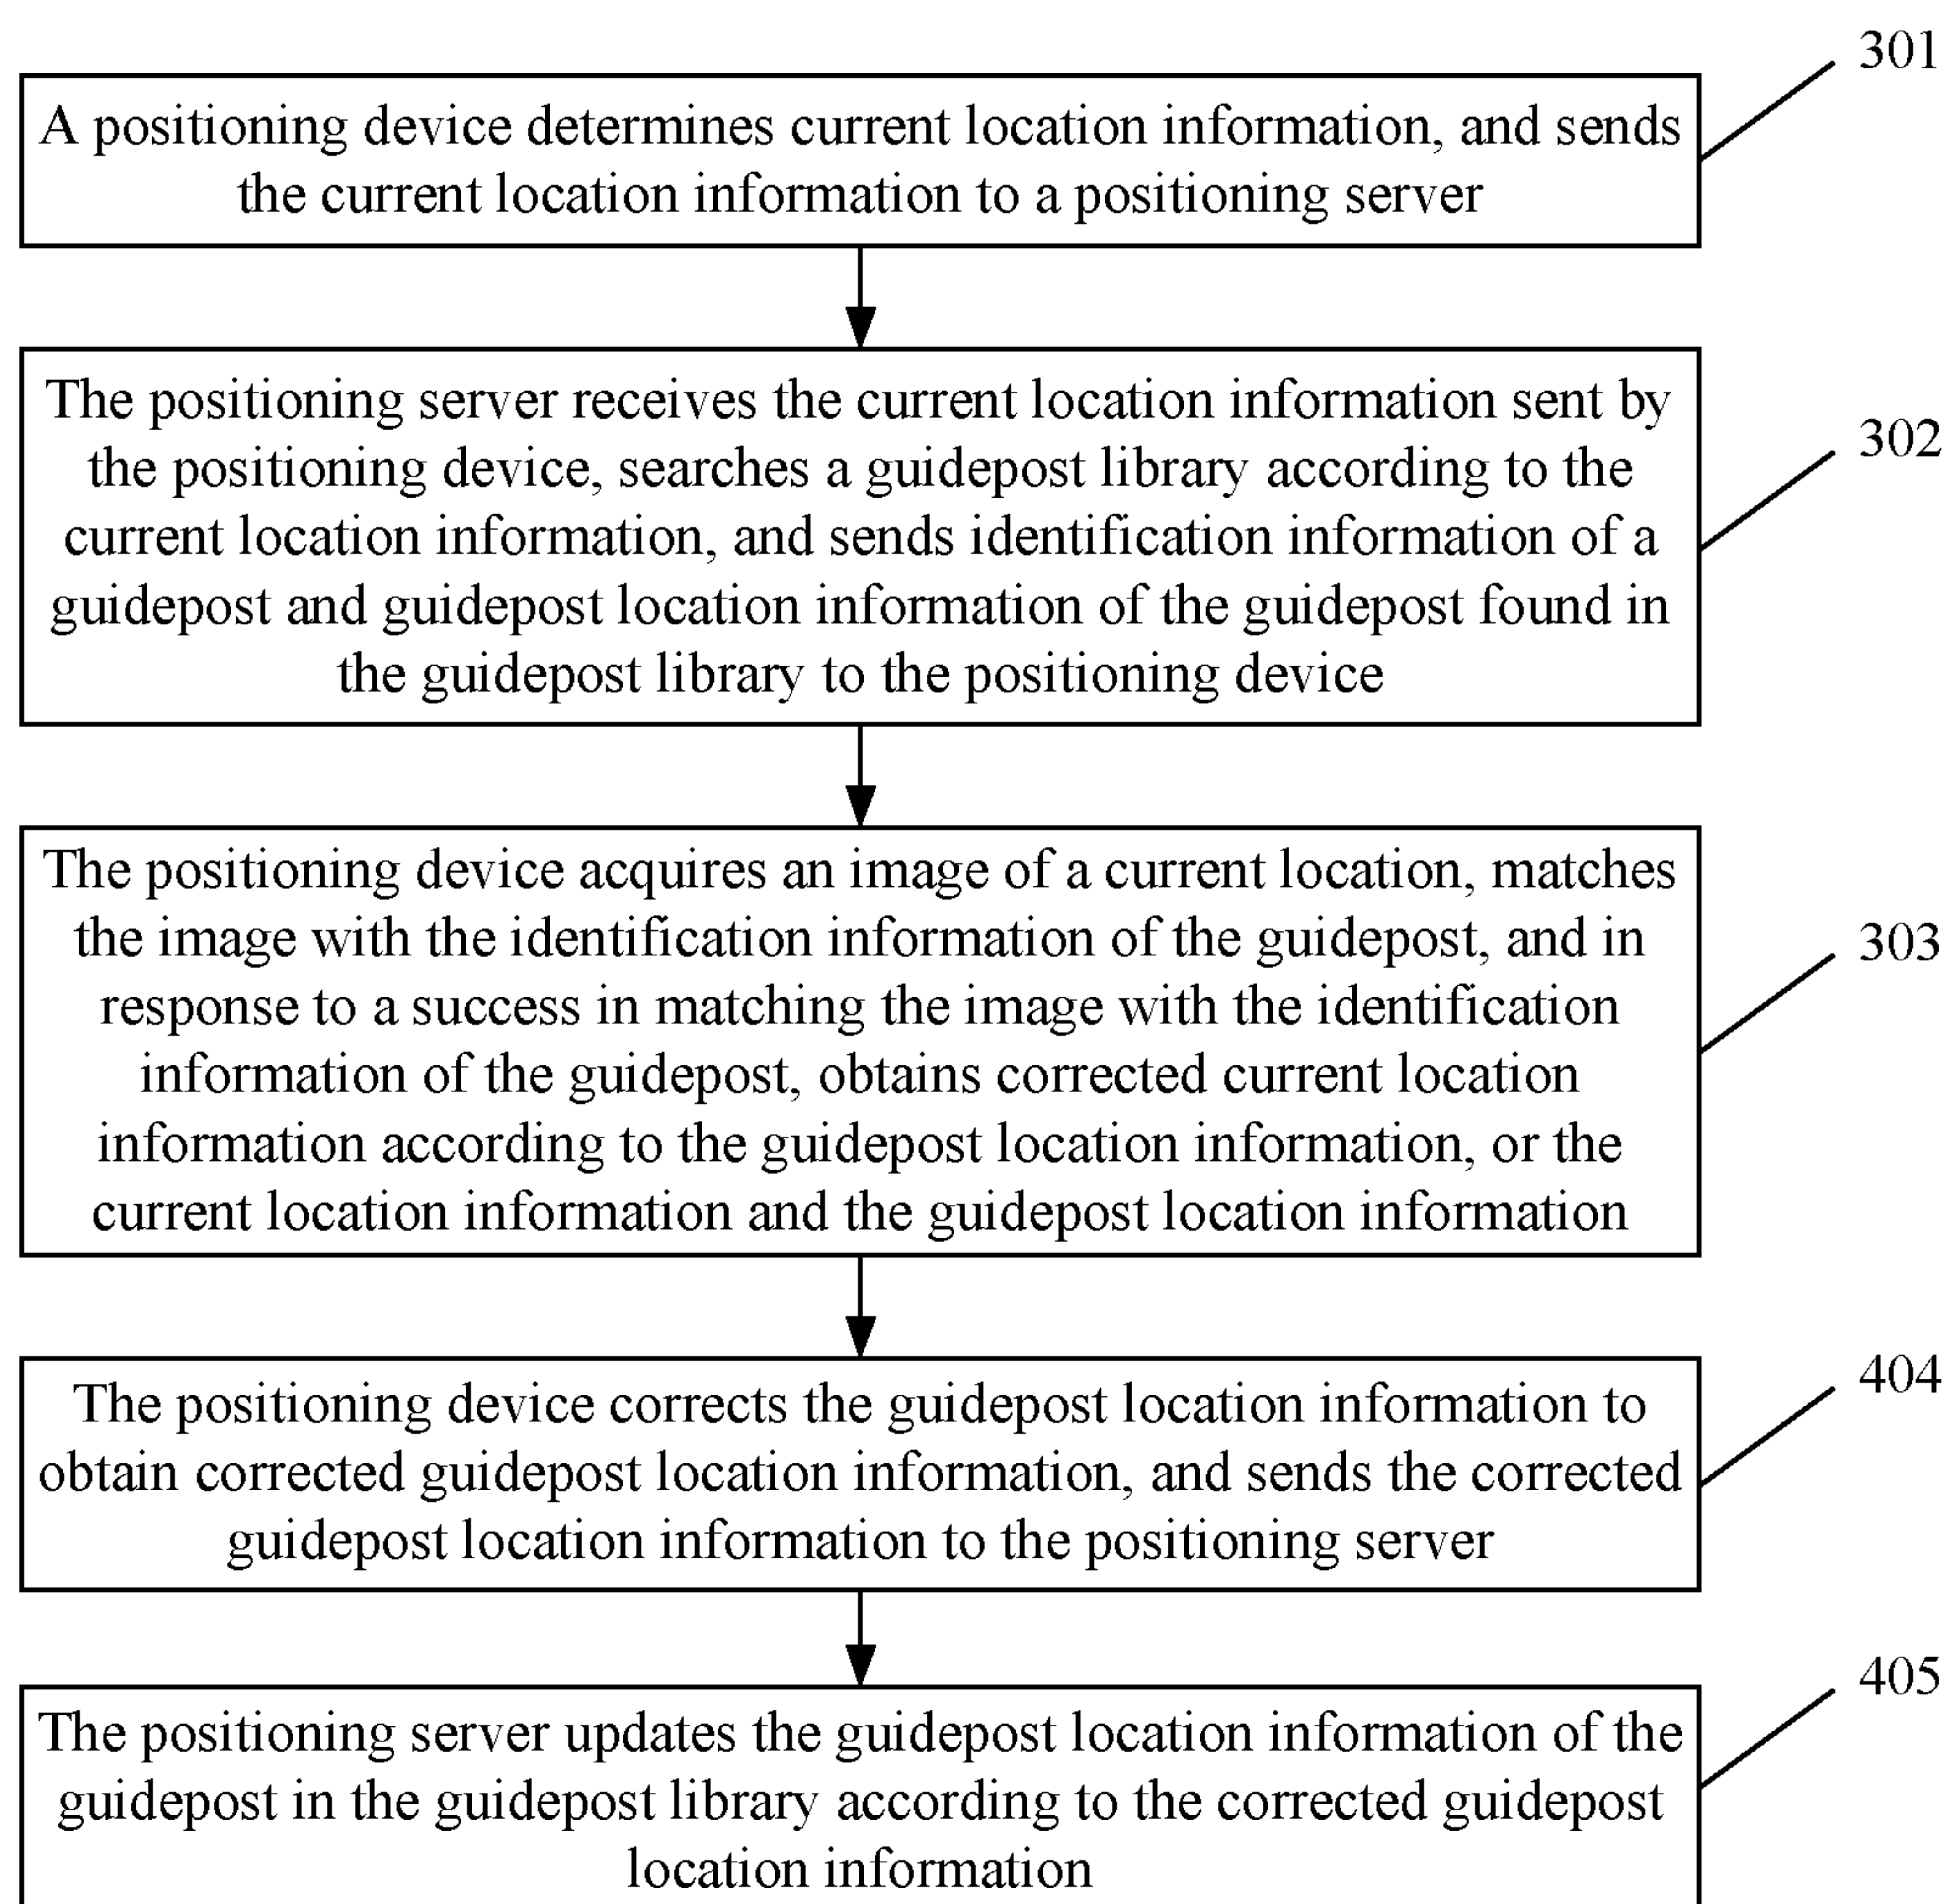 301
A positioning device determines current location information, and sends
the current location information to a positioning server
302
The positioning server receives the current location information sent by
the positioning device, searches a guidepost library according to the
current location information, and sends identification information of a
guidepost and guidepost location information of the guidepost found in
the guidepost library to the positioning device
303
The positioning device acquires an image of a current location, matches
the image with the identification information of the guidepost, and in
response to a success in matching the image with the identification
information of the guidepost, obtains corrected current location
information according to the guidepost location information, or the
current location information and the guidepost location information
404
The positioning device corrects the guidepost location information to
obtain corrected guidepost location information, and sends the corrected
guidepost location information to the positioning server
405
The positioning server updates the guidepost location information of the
guidepost in the guidepost library according to the corrected guidepost
location information